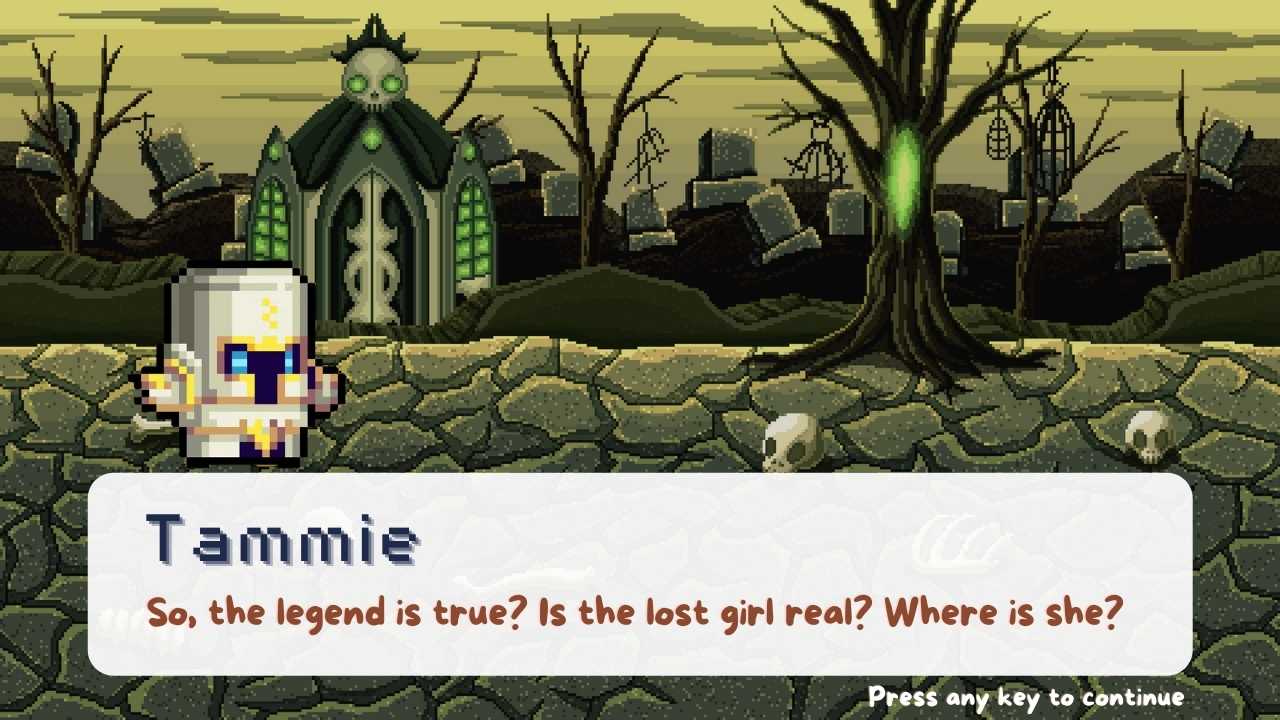 Tammie
So, the legend is true? Is the lost girl real? Where is she?
Press any key to continue